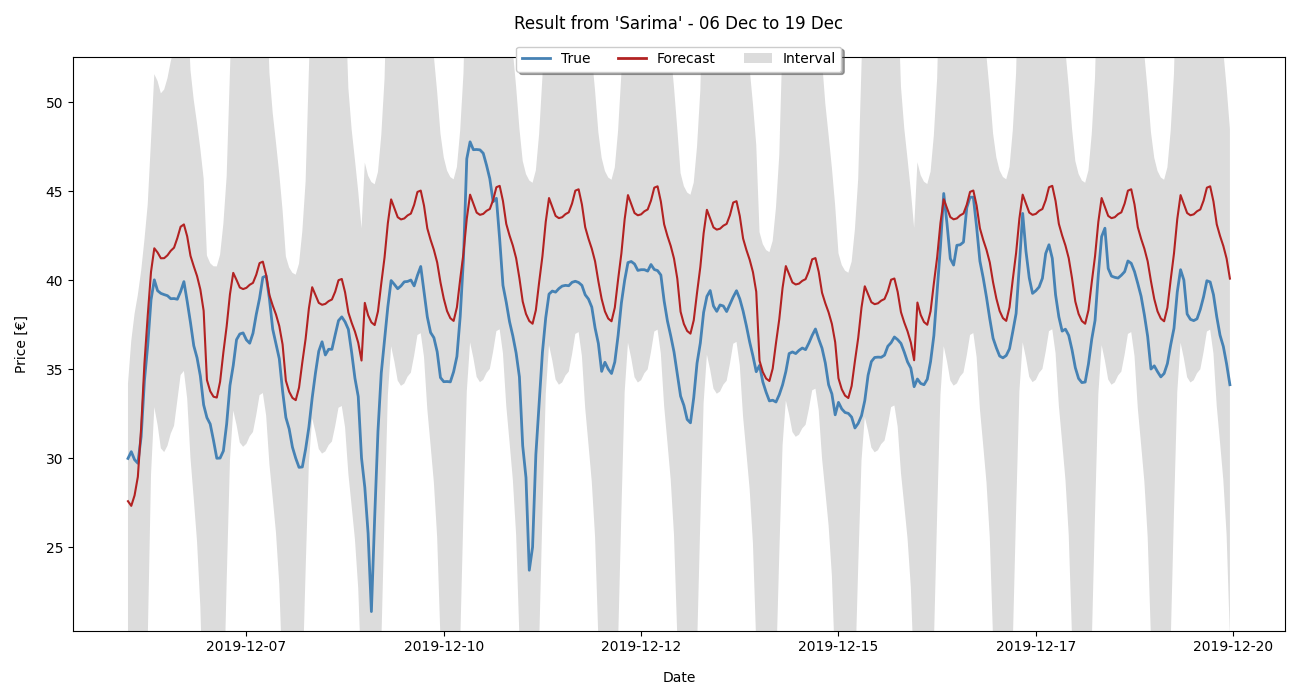 Result from 'Sarima' - 06 Dec to 19 Dec
True Forecast Interval
50
45
40
35
30
25
Price [€]
2019-12-07 2019-12-10 2019-12-12 2019-12-15 2019-12-17 2019-12-20
Date